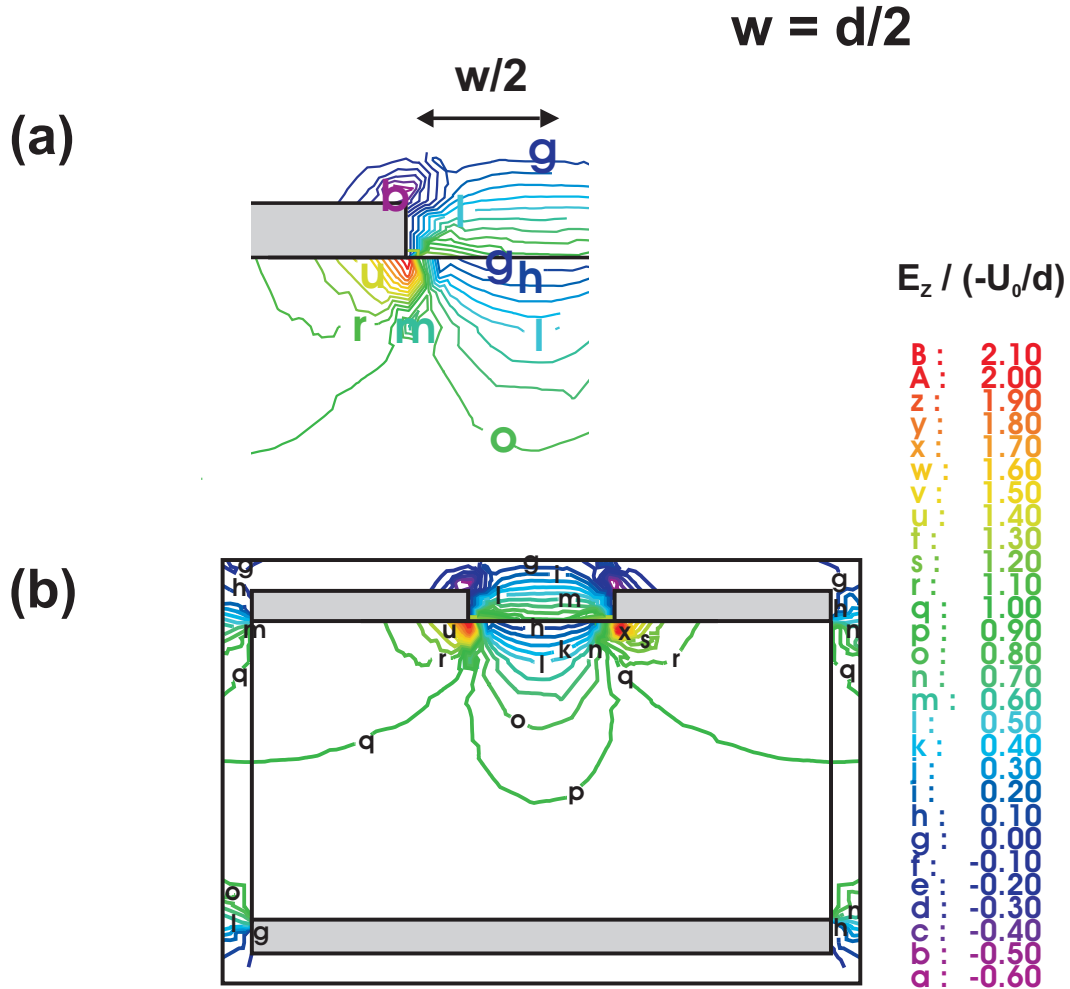 w = d/2
w/2
(a)
g
b
l
g h
u
r m
l
o
E_z / (-U_0/d)
B : 2.10
A : 2.00
z : 1.90
y : 1.80
x : 1.70
w : 1.60
v : 1.50
u : 1.40
t : 1.30
s : 1.20
r : 1.10
q : 1.00
p : 0.90
o : 0.80
n : 0.70
m : 0.60
l : 0.50
k : 0.40
j : 0.30
i : 0.20
h : 0.10
g : 0.00
f : -0.10
e : -0.20
d : -0.30
c : -0.40
b : -0.50
a : -0.60
(b)
g g i g
h l m h
m u h x s n
r l k n q r
q q
o
q
p
o n
l g h